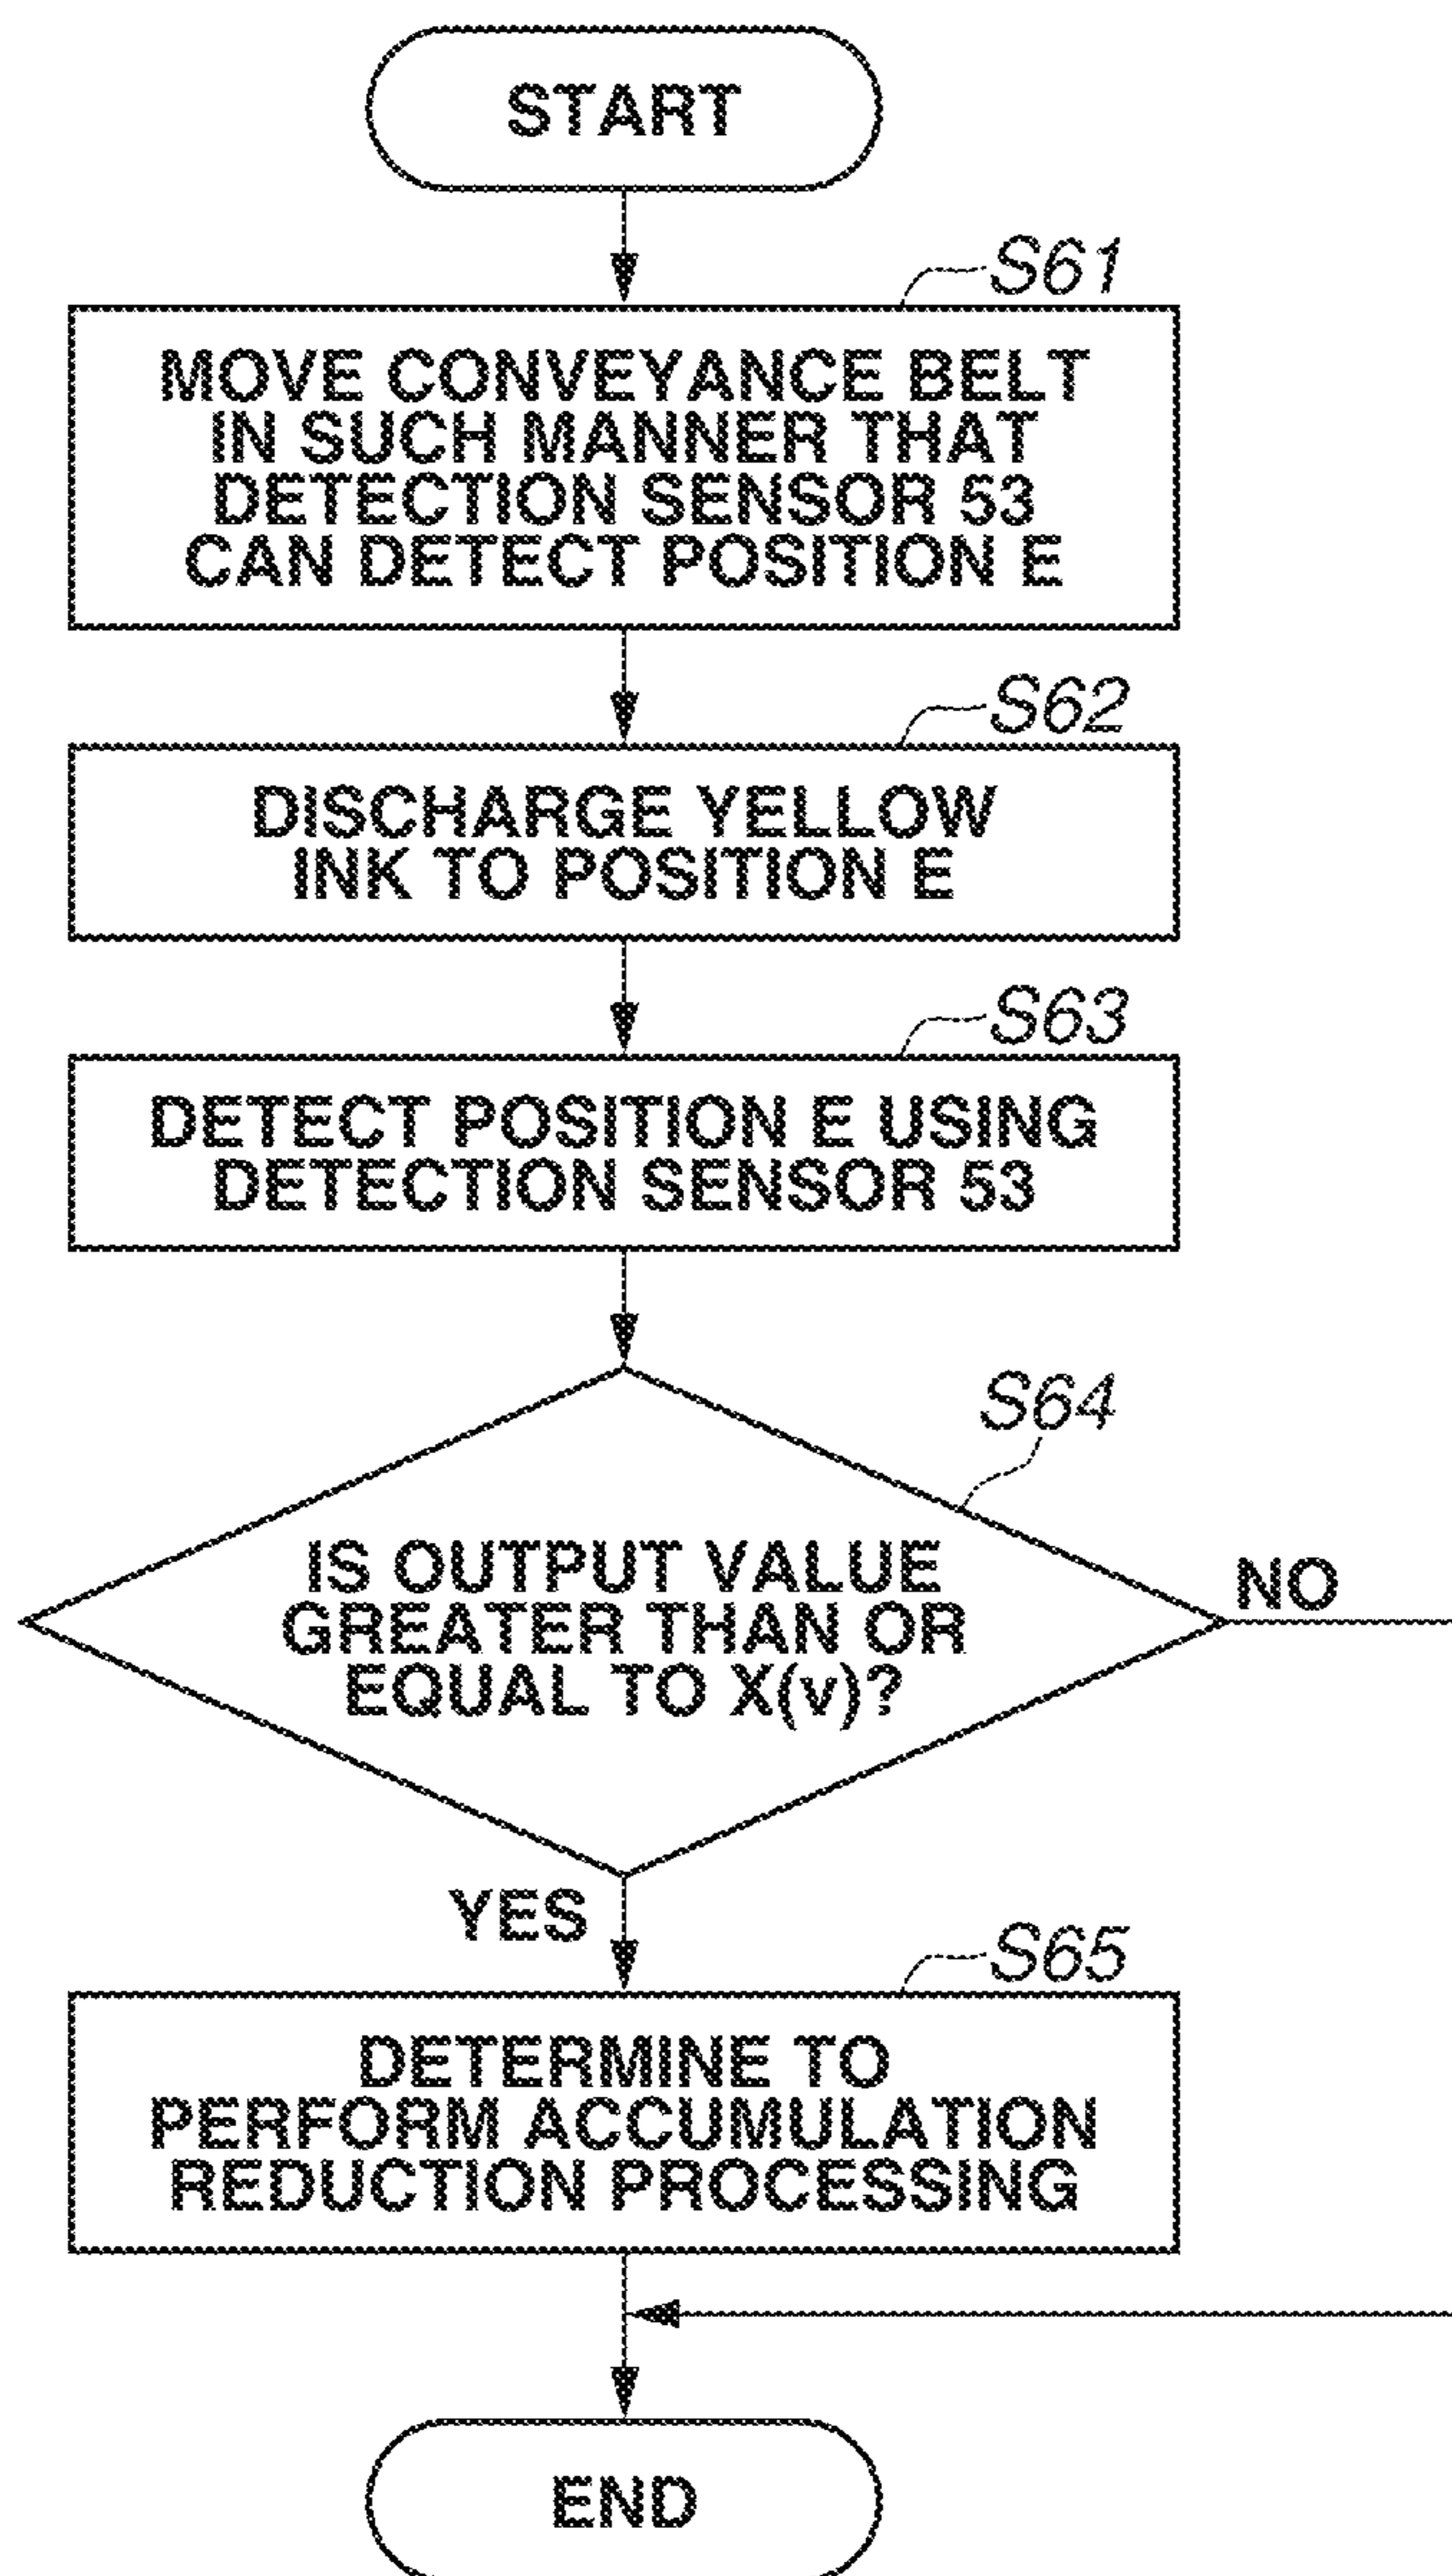 START
S61
MOVE CONVEYANCE BELT
IN SUCH MANNER THAT
DETECTION SENSOR 53
CAN DETECT POSITION E
S62
DISCHARGE YELLOW
INK TO POSITION E
S63
DETECT POSITION E USING
DETECTION SENSOR 53
S64
IS OUTPUT VALUE
GREATER THAN OR
EQUAL TO X(v)?
NO
YES
S65
DETERMINE TO
PERFORM ACCUMULATION
REDUCTION PROCESSING
END